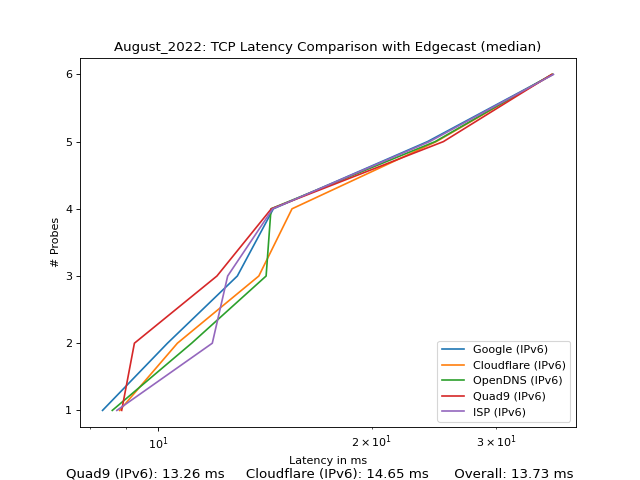 August_2022: TCP Latency Comparison with Edgecast (median)
6
5
4
3
2
1
# Probes
Google (IPv6)
Cloudflare (IPv6)
OpenDNS (IPv6)
Quad9 (IPv6)
ISP (IPv6)
10¹
2 × 10¹
3 × 10¹
Latency in ms
Quad9 (IPv6): 13.26 ms Cloudflare (IPv6): 14.65 ms Overall: 13.73 ms